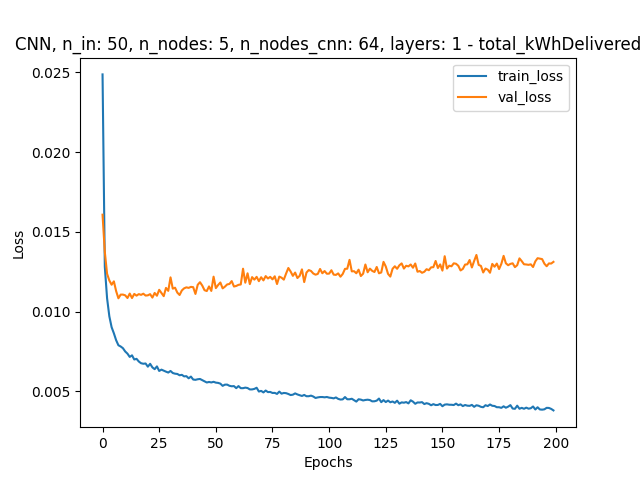 CNN, n_in: 50, n_nodes: 5, n_nodes_cnn: 64, layers: 1 - total_kWhDelivered
train_loss
val_loss
0.025
0.020
0.015
0.010
0.005
Loss
0 25 50 75 100 125 150 175 200
Epochs